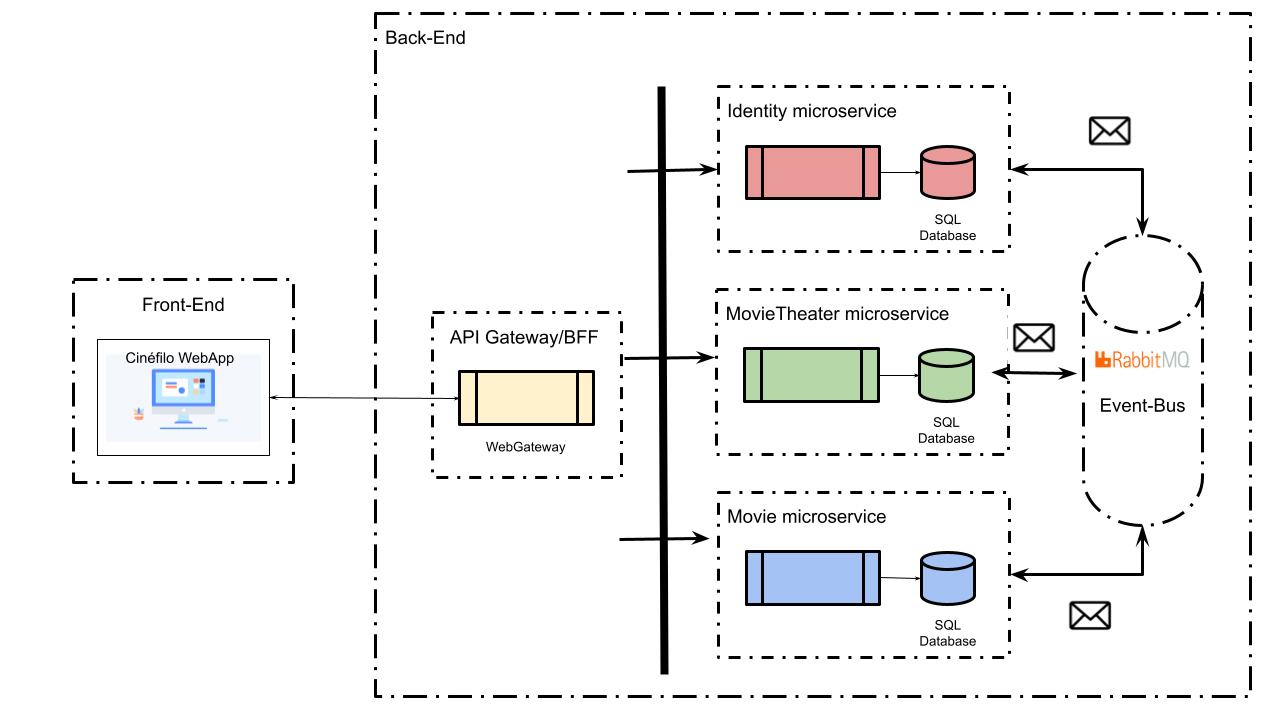 Back-End
Identity microservice
SQL
Database
Front-End
Cinéfilo WebApp
API Gateway/BFF
WebGateway
MovieTheater microservice
SQL
Database
RabbitMQ
Event-Bus
Movie microservice
SQL
Database